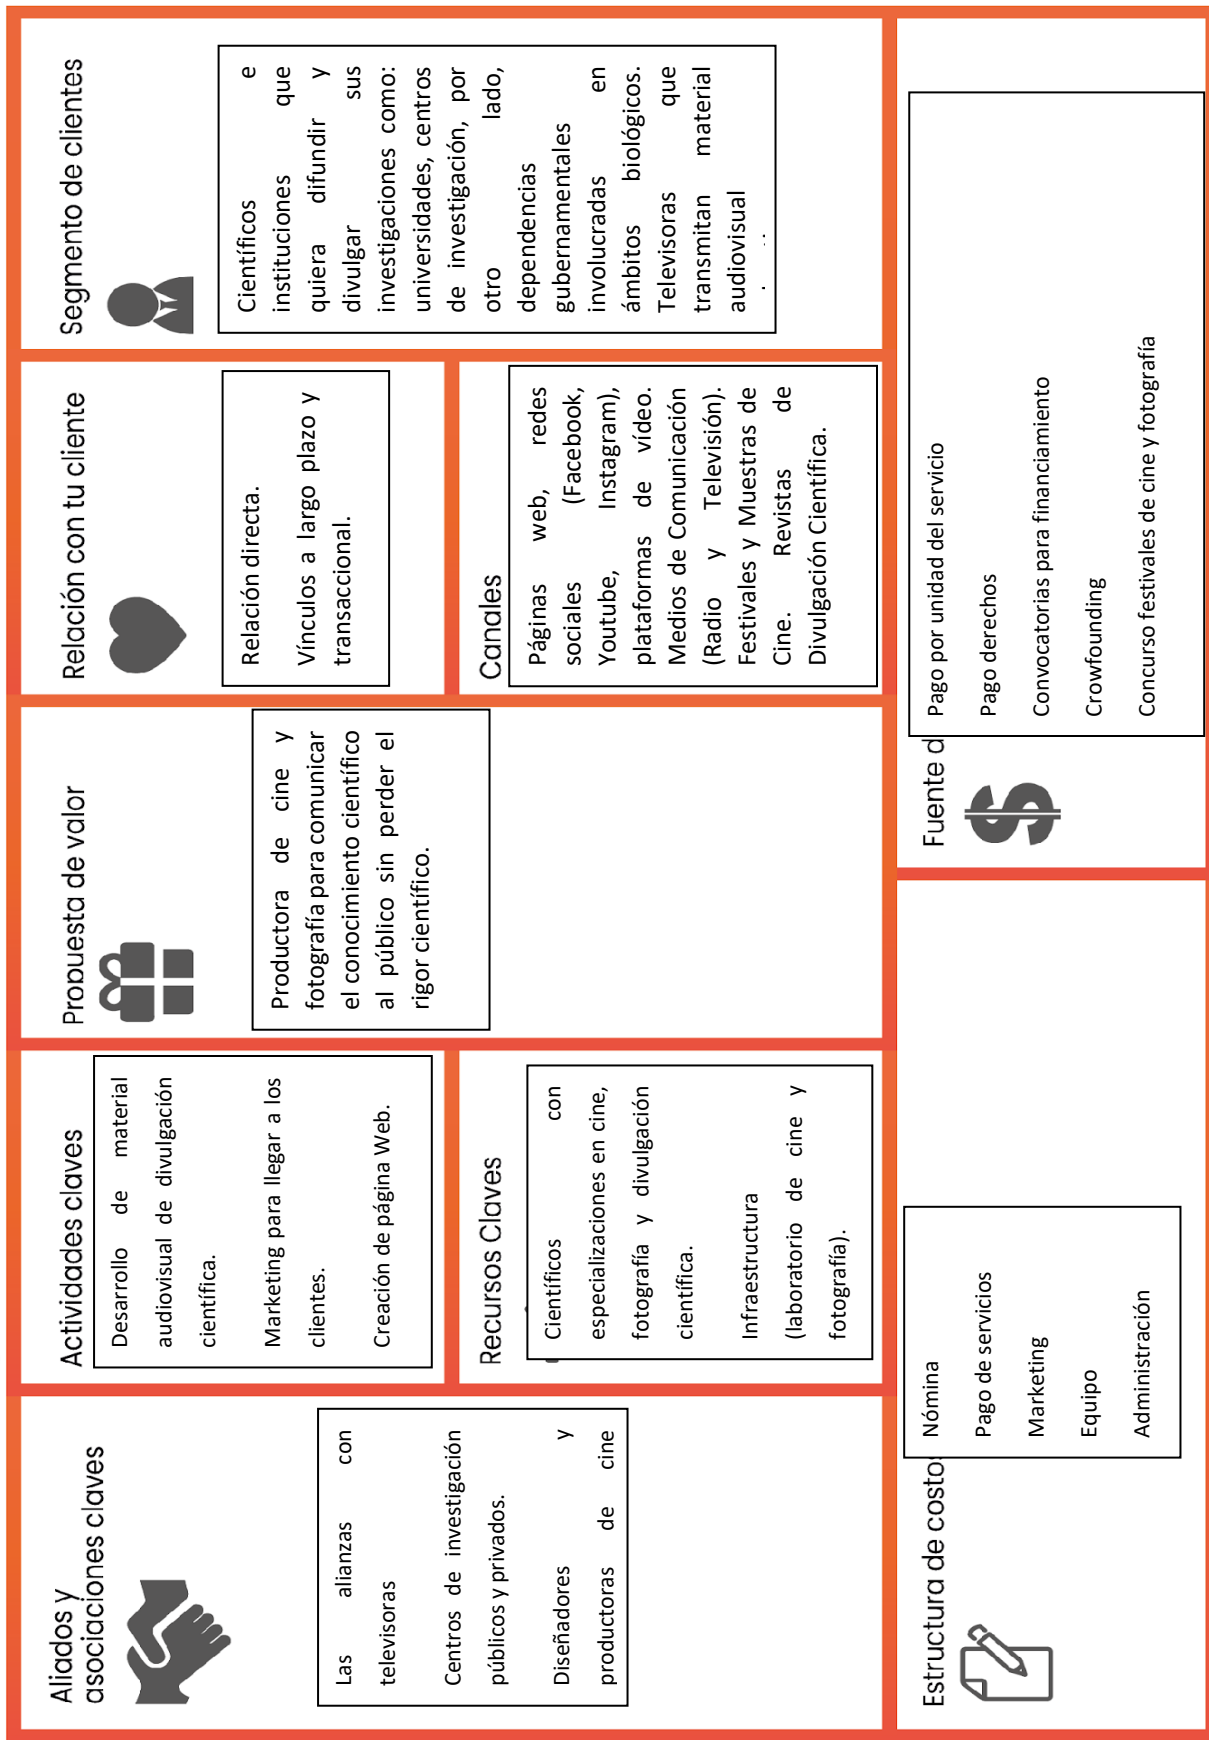 Aliados y
asociaciones claves
Las alianzas con
televisoras
Centros de investigación
públicos y privados.
Diseñadores y
productoras de cine
Actividades claves
Desarrollo de material
audiovisual de divulgación
científica.
Marketing para llegar a los
clientes.
Creación de página Web.
Recursos Claves
Científicos con
especializaciones en cine,
fotografía y divulgación
científica.
Infraestructura
(laboratorio de cine y
fotografía).
Propuesta de valor
Productora de cine y
fotografía para comunicar
el conocimiento científico
al público sin perder el
rigor científico.
Relación con tu cliente
Relación directa.
Vínculos a largo plazo y
transaccional.
Canales
Páginas web, redes
sociales (Facebook,
Youtube, Instagram),
plataformas de vídeo.
Medios de Comunicación
(Radio y Televisión).
Festivales y Muestras de
Cine. Revistas de
Divulgación Científica.
Segmento de clientes
Científicos e
instituciones que
quiera difundir y
divulgar sus
investigaciones como:
universidades, centros
de investigación, por
otro lado,
dependencias
gubernamentales
involucradas en
ámbitos biológicos.
Televisoras que
transmitan material
audiovisual
Estructura de costos
Nómina
Pago de servicios
Marketing
Equipo
Administración
Fuente d
Pago por unidad del servicio
Pago derechos
Convocatorias para financiamiento
Crowfounding
Concurso festivales de cine y fotografía